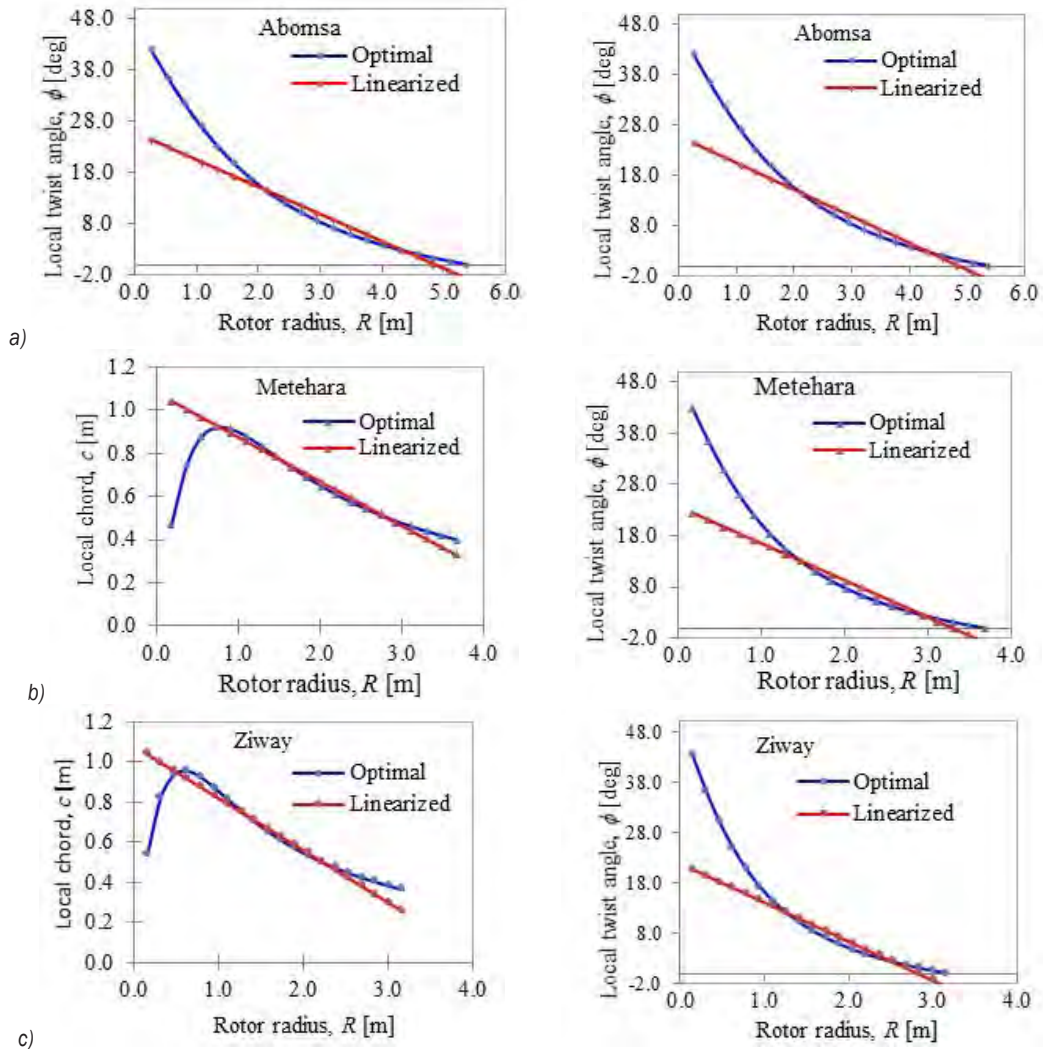 48.0
38.0
28.0
18.0
8.0
-2.0
Local twist angle, ϕ [deg]
Abomsa
Optimal
Linearized
0.0 1.0 2.0 3.0 4.0 5.0 6.0
Rotor radius, R [m]
48.0
38.0
28.0
18.0
8.0
-2.0
Local twist angle, ϕ [deg]
Abomsa
Optimal
Linearized
0.0 1.0 2.0 3.0 4.0 5.0 6.0
Rotor radius, R [m]
a)
1.2
1.0
0.8
0.6
0.4
0.2
0.0
Local chord, c [m]
Metehara
Optimal
Linearized
0.0 1.0 2.0 3.0 4.0
Rotor radius, R [m]
48.0
38.0
28.0
18.0
8.0
-2.0
Local twist angle, ϕ [deg]
Metehara
Optimal
Linearized
0.0 1.0 2.0 3.0 4.0
Rotor radius, R [m]
b)
1.2
1.0
0.8
0.6
0.4
0.2
0.0
Local chord, c [m]
Ziway
Optimal
Linearized
0.0 1.0 2.0 3.0 4.0
Rotor radius, R [m]
48.0
38.0
28.0
18.0
8.0
-2.0
Local twist angle, ϕ [deg]
Ziway
Optimal
Linearized
0.0 1.0 2.0 3.0 4.0
Rotor radius, R [m]
c)